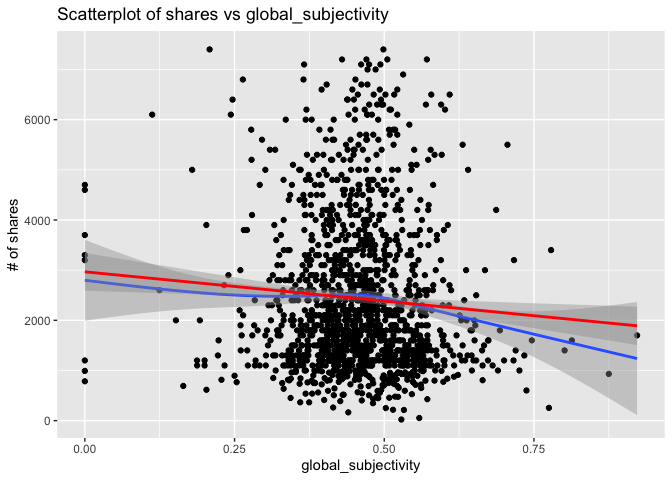 Scatterplot of shares vs global_subjectivity
# of shares
6000
4000
2000
0
0.00 0.25 0.50 0.75
global_subjectivity